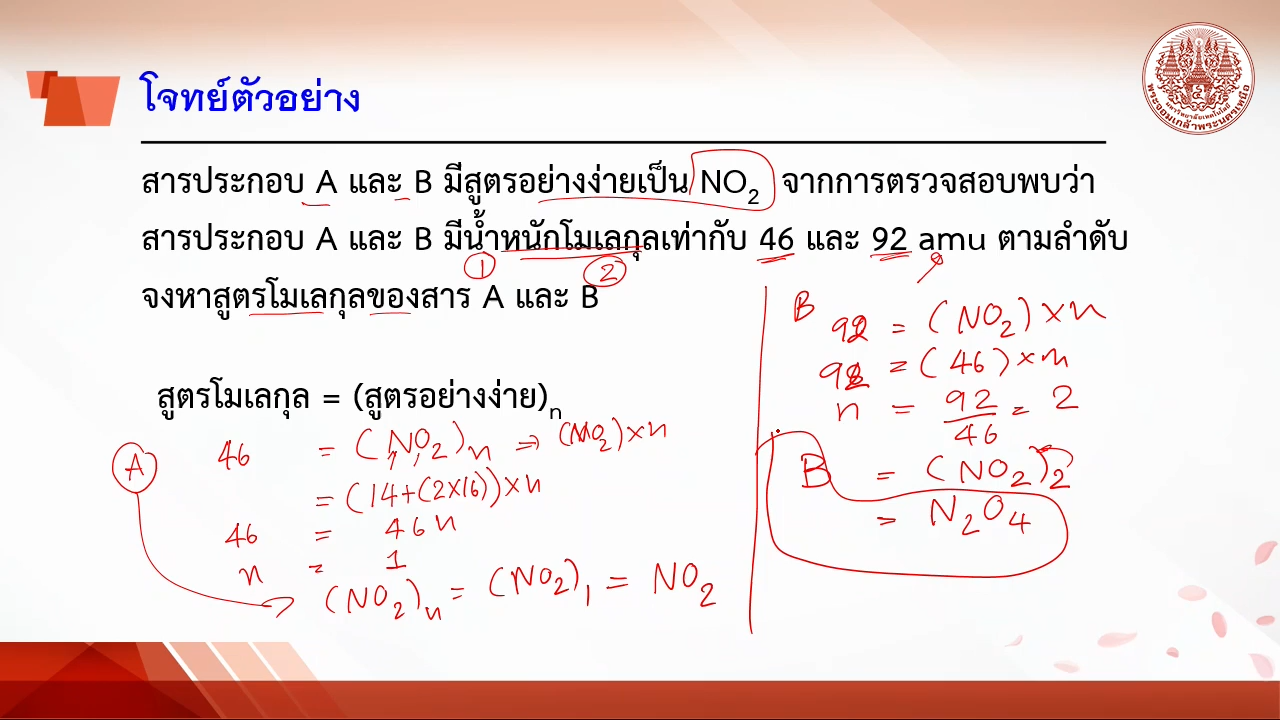 โจทย์ตัวอย่าง
สารประกอบ A และ B มีสูตรอย่างง่ายเป็น NO2 จากการตรวจสอบพบว่า
สารประกอบ A และ B มีน้ำหนักโมเลกุลเท่ากับ 46 และ 92 amu ตามลำดับ
1 2
จงหาสูตรโมเลกุลของสาร A และ B
สูตรโมเลกุล = (สูตรอย่างง่าย)n
A
46 = (NO2)n => (NO2)×n
= (14+(2×16))×n
46 = 46n
n = 1
(NO2)n = (NO2)1 = NO2
B
92 = (NO2)×n
92 = (46)×n
n = 92/46 = 2
B = (NO2)2
= N2O4